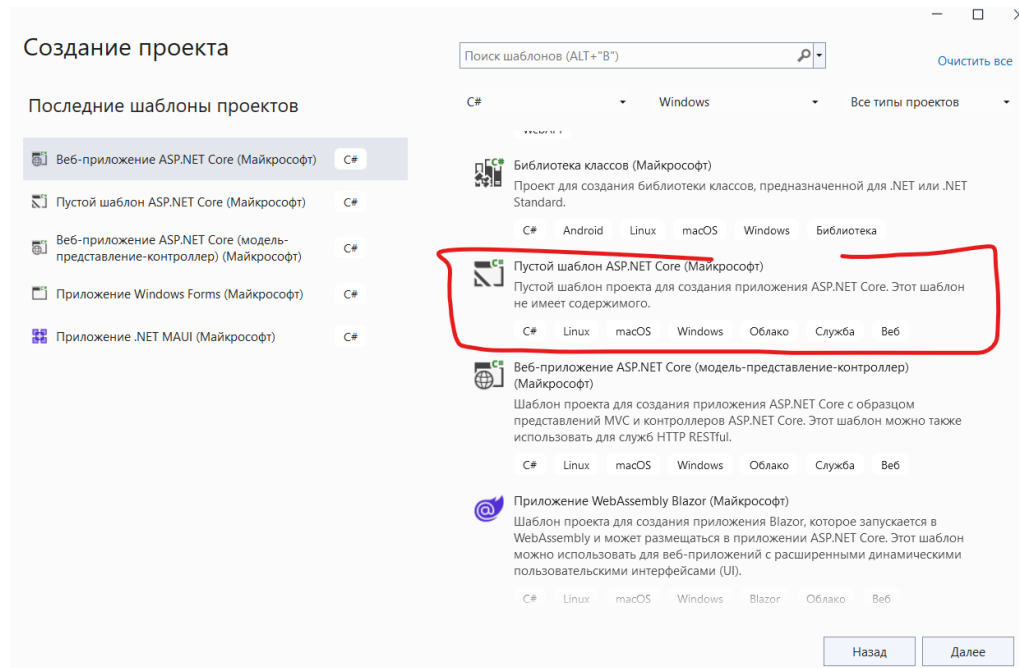 Создание проекта
Поиск шаблонов (ALT+"B")
Очистить все
Последние шаблоны проектов
C#
Windows
Все типы проектов
Веб-приложение ASP.NET Core (Майкрософт)
C#
Пустой шаблон ASP.NET Core (Майкрософт)
C#
Веб-приложение ASP.NET Core (модель-
представление-контроллер) (Майкрософт)
C#
Приложение Windows Forms (Майкрософт)
C#
Приложение .NET MAUI (Майкрософт)
C#
Библиотека классов (Майкрософт)
Проект для создания библиотеки классов, предназначенной для .NET или .NET
Standard.
C# Android Linux macOS Windows Библиотека
Пустой шаблон ASP.NET Core (Майкрософт)
Пустой шаблон проекта для создания приложения ASP.NET Core. Этот шаблон
не имеет содержимого.
C# Linux macOS Windows Облако Служба Веб
Веб-приложение ASP.NET Core (модель-представление-контроллер)
(Майкрософт)
Шаблон проекта для создания приложения ASP.NET Core с образцом
представлений MVC и контроллеров ASP.NET Core. Этот шаблон можно также
использовать для служб HTTP RESTful.
C# Linux macOS Windows Облако Служба Веб
Приложение WebAssembly Blazor (Майкрософт)
Шаблон проекта для создания приложения Blazor, которое запускается в
WebAssembly и может размещаться в приложении ASP.NET Core. Этот шаблон
можно использовать для веб-приложений с расширенными динамическими
пользовательскими интерфейсами (UI).
C# Linux macOS Windows Blazor Облако Веб
Назад
Далее